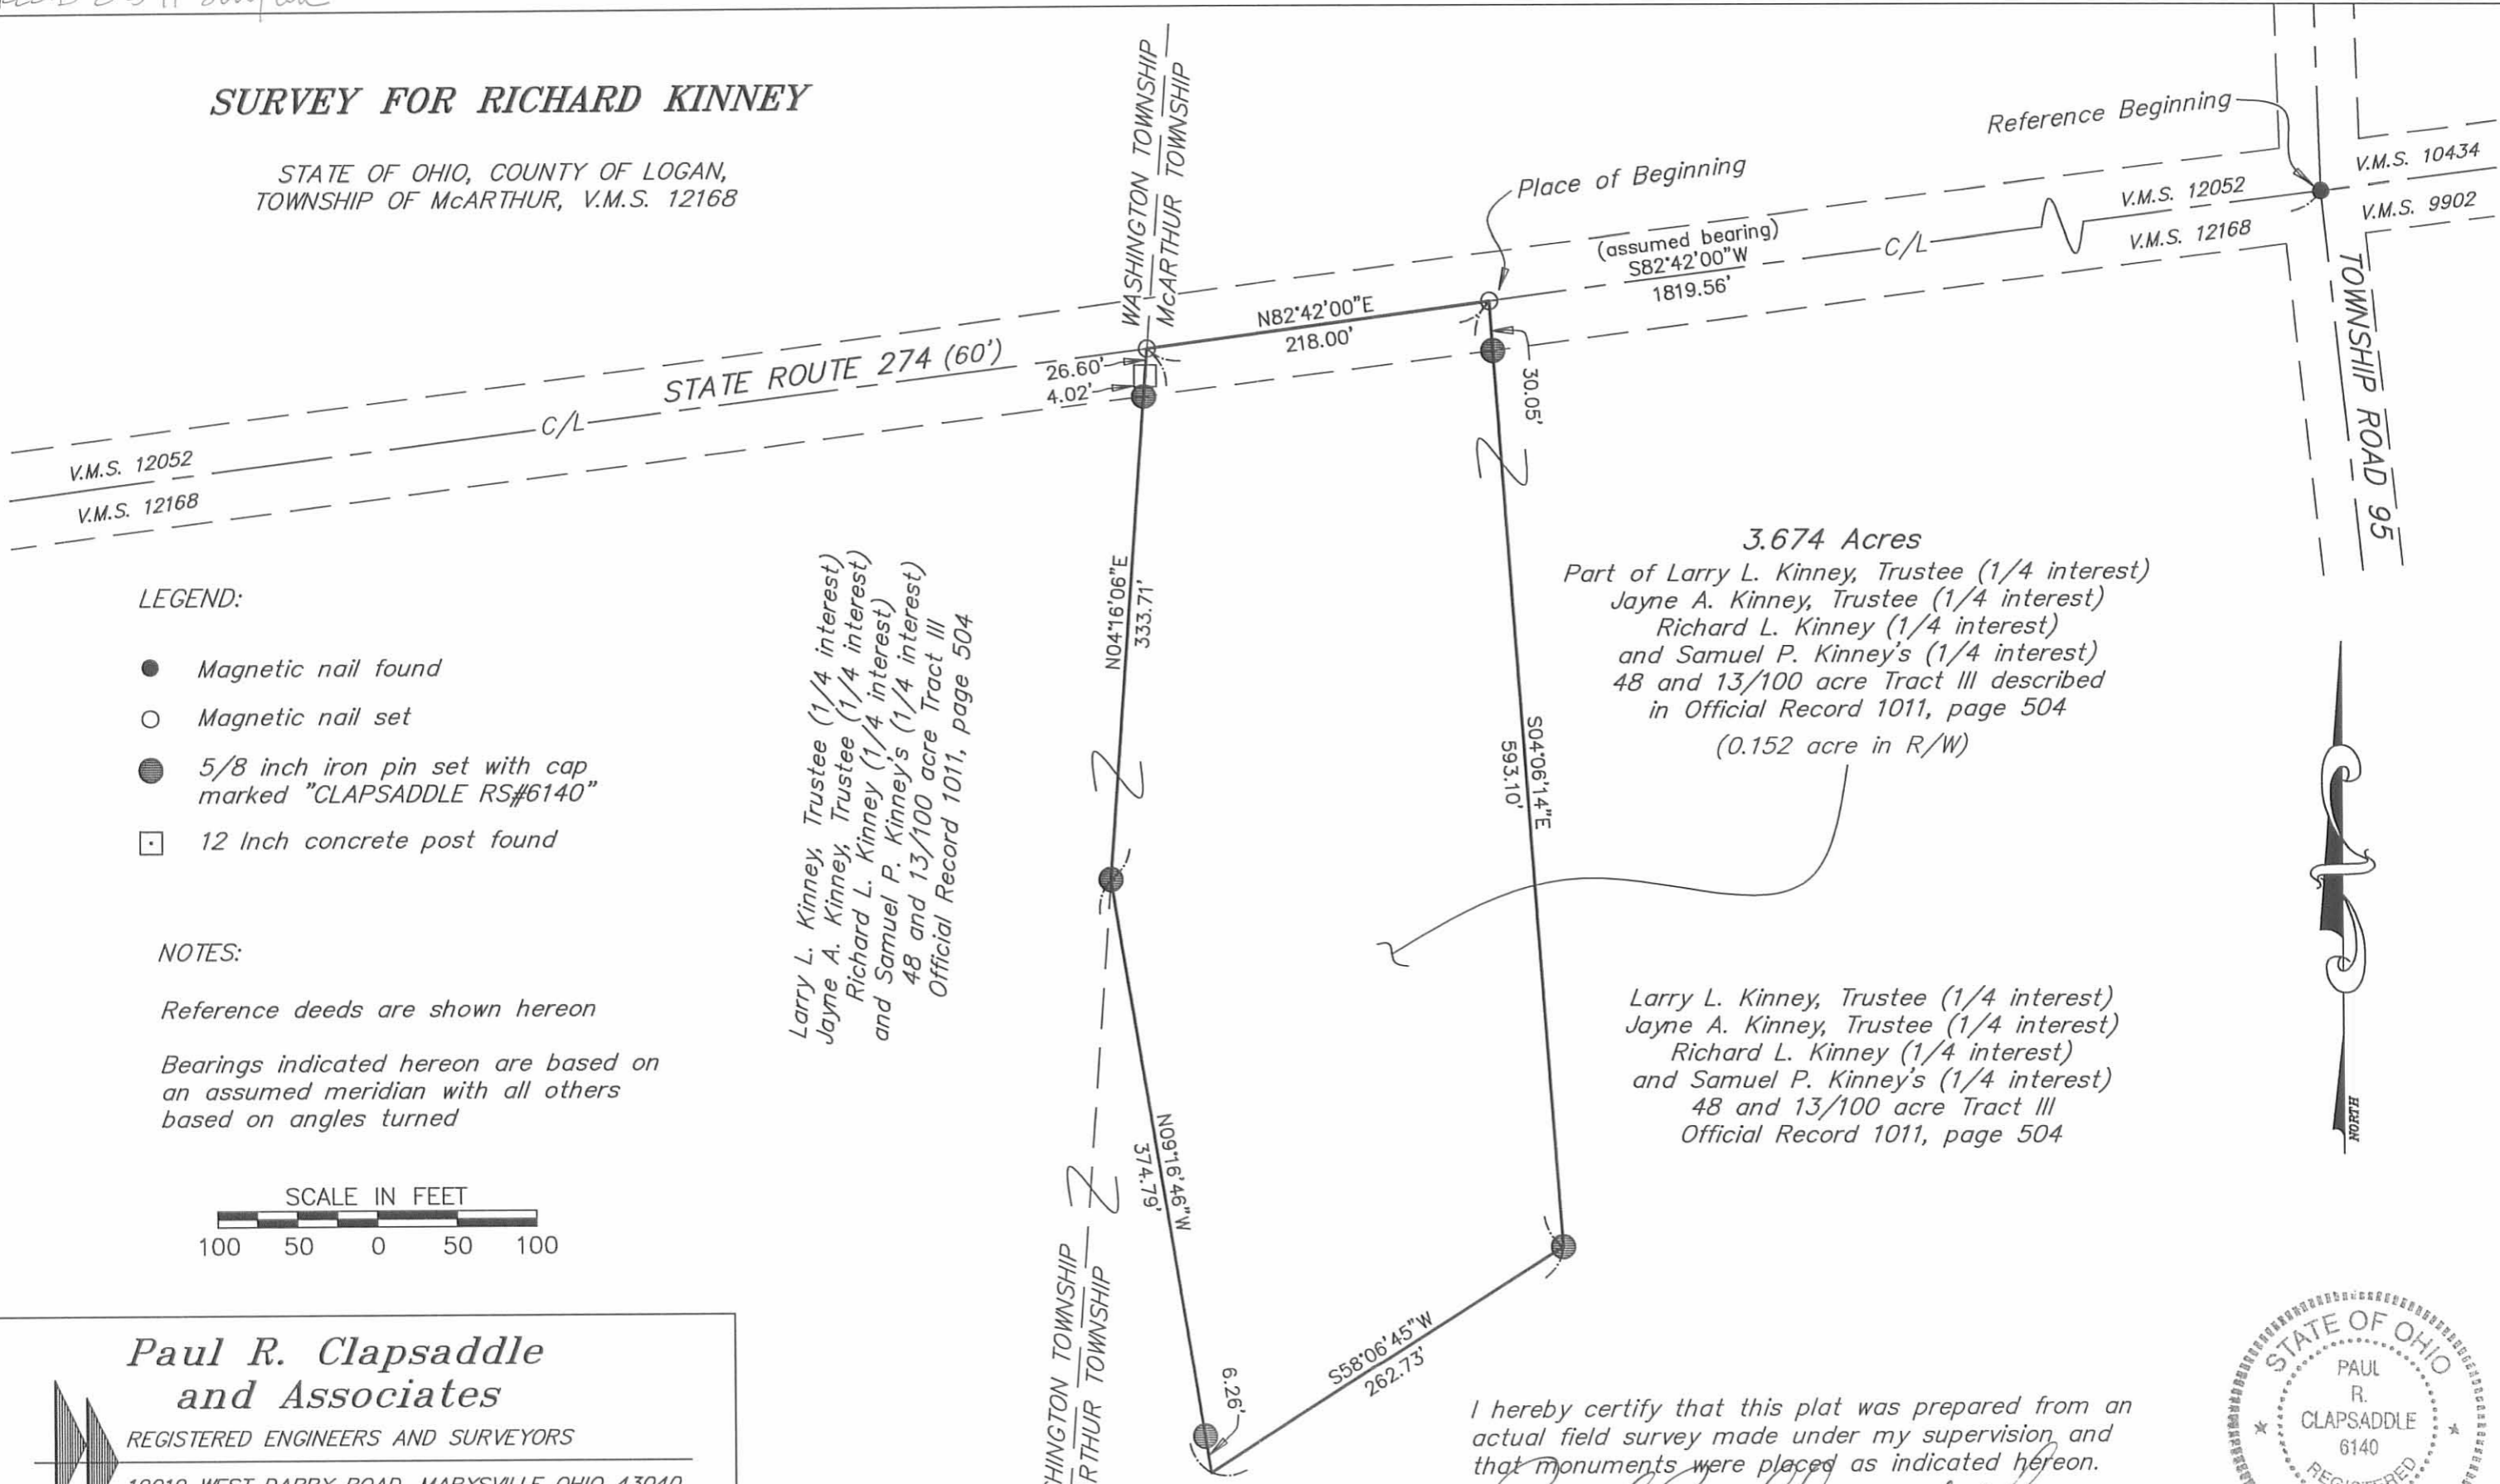 SURVEY FOR RICHARD KINNEY
STATE OF OHIO, COUNTY OF LOGAN,
TOWNSHIP OF McARTHUR, V.M.S. 12168
WASHINGTON TOWNSHIP
McARTHUR TOWNSHIP
Reference Beginning
Place of Beginning
V.M.S. 10434
V.M.S. 12052
V.M.S. 9902
V.M.S. 12168
(assumed bearing)
S82°42'00"W
1819.56'
C/L
TOWNSHIP ROAD 95
N82°42'00"E
218.00'
STATE ROUTE 274 (60')
26.60'
4.02'
30.05'
C/L
V.M.S. 12052
V.M.S. 12168
N04°16'06"E
333.71'
S04°06'14"E
593.10'
3.674 Acres
Part of Larry L. Kinney, Trustee (1/4 interest)
Jayne A. Kinney, Trustee (1/4 interest)
Richard L. Kinney (1/4 interest)
and Samuel P. Kinney's (1/4 interest)
48 and 13/100 acre Tract III described
in Official Record 1011, page 504
(0.152 acre in R/W)
LEGEND:
Magnetic nail found
Magnetic nail set
5/8 inch iron pin set with cap
marked "CLAPSADDLE RS#6140"
12 Inch concrete post found
Larry L. Kinney, Trustee (1/4 interest)
Jayne A. Kinney, Trustee (1/4 interest)
Richard L. Kinney (1/4 interest)
and Samuel P. Kinney's (1/4 interest)
48 and 13/100 acre Tract III
Official Record 1011, page 504
NOTES:
Reference deeds are shown hereon
Bearings indicated hereon are based on
an assumed meridian with all others
based on angles turned
Larry L. Kinney, Trustee (1/4 interest)
Jayne A. Kinney, Trustee (1/4 interest)
Richard L. Kinney (1/4 interest)
and Samuel P. Kinney's (1/4 interest)
48 and 13/100 acre Tract III
Official Record 1011, page 504
NORTH
N09°16'46"W
374.79'
SCALE IN FEET
100 50 0 50 100
HINGTON TOWNSHIP
RTHUR TOWNSHIP
S58°06'45"W
262.73'
6.26'
Paul R. Clapsaddle
and Associates
REGISTERED ENGINEERS AND SURVEYORS
WEST DARBY ROAD, MARYSVILLE OHIO 43040
I hereby certify that this plat was prepared from an
actual field survey made under my supervision and
that monuments were placed as indicated hereon.
STATE OF OHIO
PAUL
R.
CLAPSADDLE
6140
REGISTERED